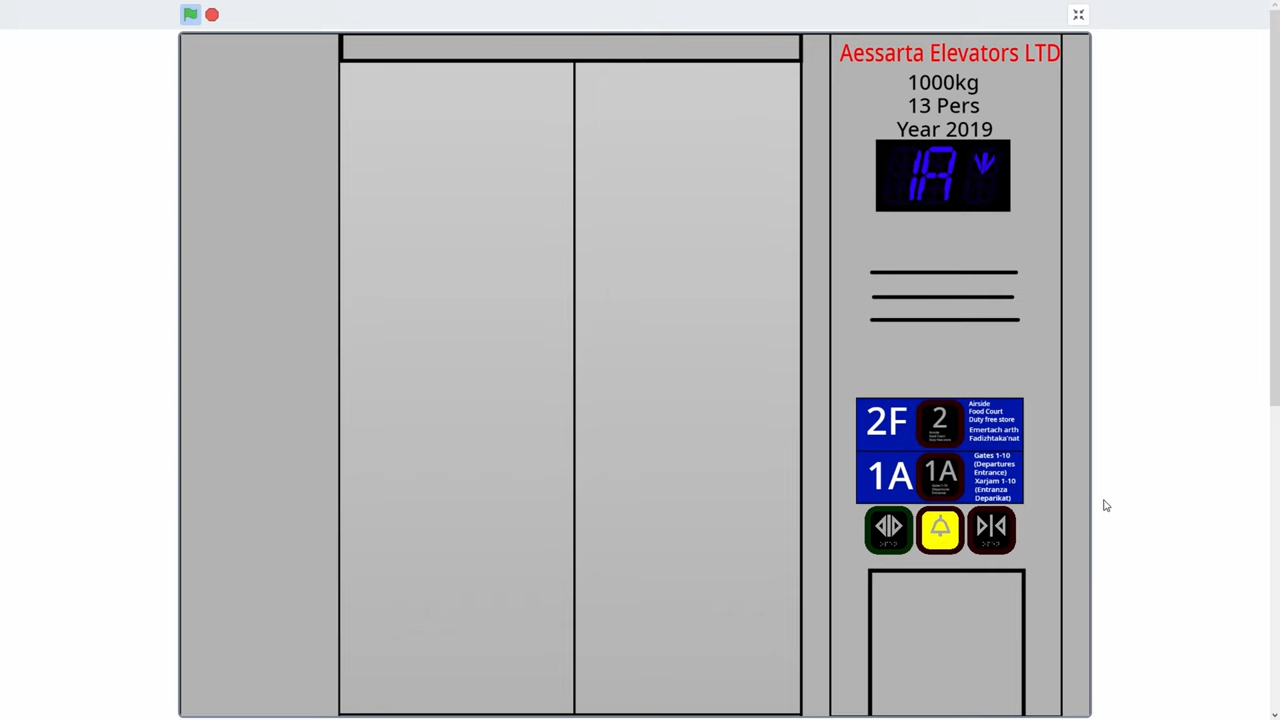 Aessarta Elevators LTD
1000kg
13 Pers
Year 2019
1A
2F
2
Airside
Food Court
Duty free store
Emertach arth
Fadizhtaka'nat
1A
1A
Gates 1-10
(Departures
Entrance)
Xarjam 1-10
(Entranza
Deparikat)